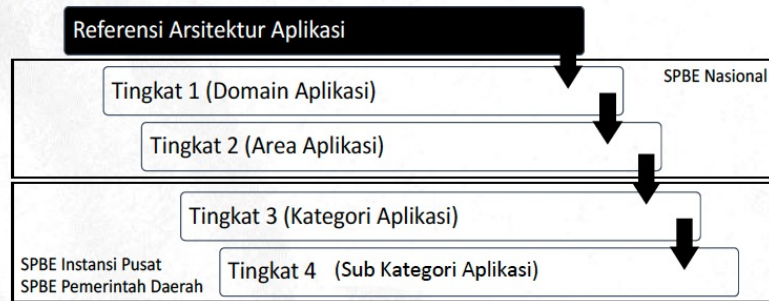 Referensi Arsitektur Aplikasi
SPBE Nasional
Tingkat 1 (Domain Aplikasi)
Tingkat 2 (Area Aplikasi)
Tingkat 3 (Kategori Aplikasi)
Tingkat 4 (Sub Kategori Aplikasi)
SPBE Instansi Pusat
SPBE Pemerintah Daerah